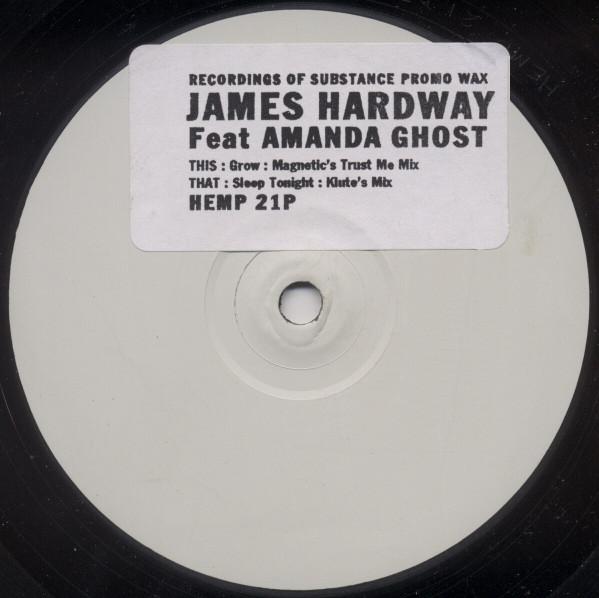 RECORDINGS OF SUBSTANCE PROMO WAX
JAMES HARDWAY
Feat AMANDA GHOST
THIS : Grow : Magnetic's Trust Me Mix
THAT : Sleep Tonight : Klute's Mix
HEMP 21P